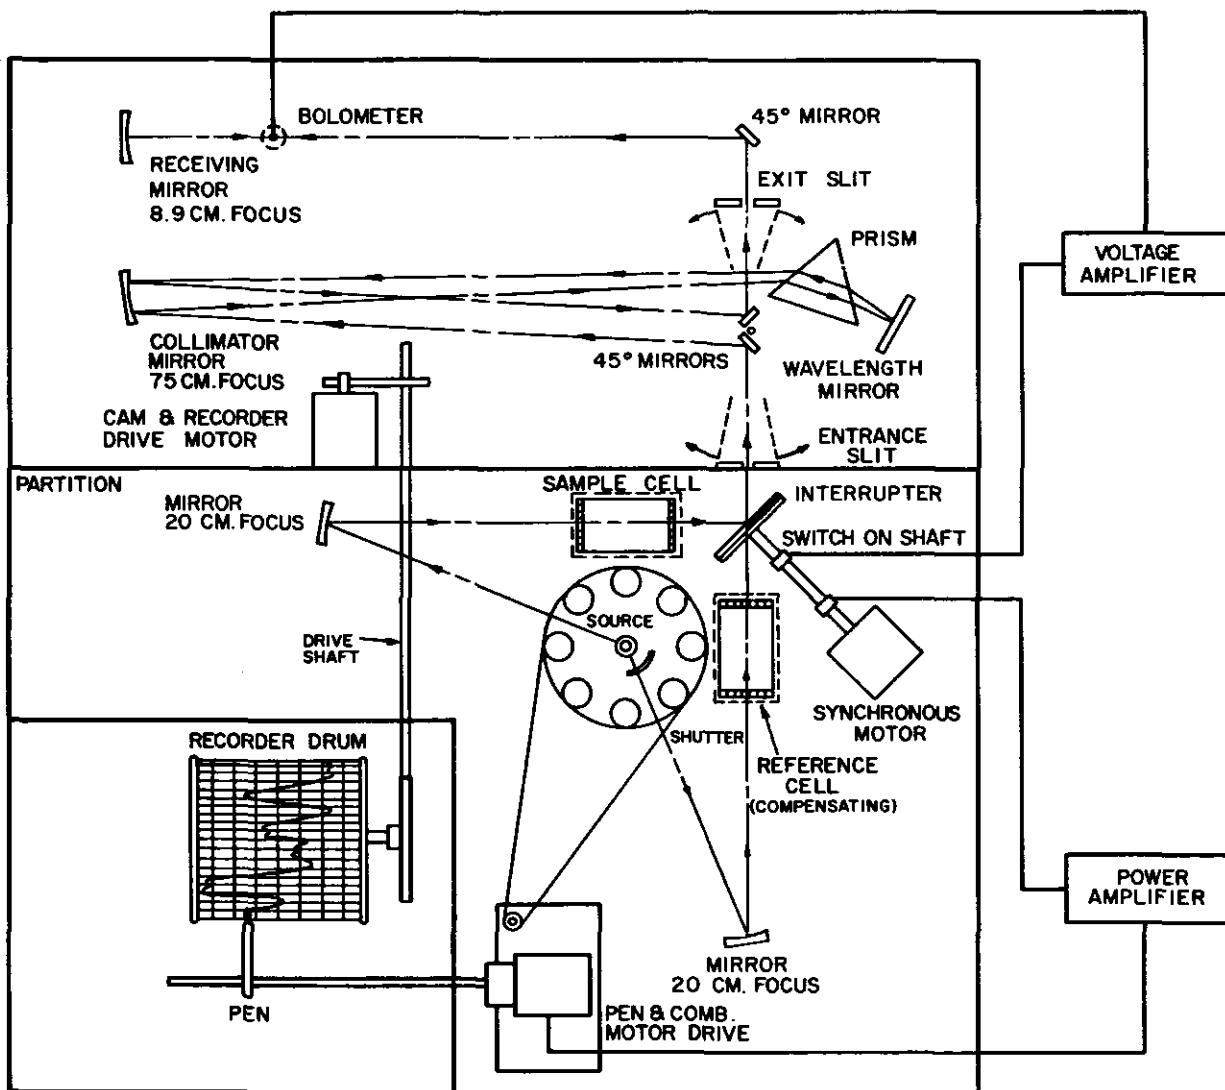 BOLOMETER
45° MIRROR
RECEIVING
MIRROR
8.9 CM. FOCUS
EXIT SLIT
PRISM
VOLTAGE
AMPLIFIER
COLLIMATOR
MIRROR
75 CM. FOCUS
45° MIRRORS
WAVELENGTH
MIRROR
CAM & RECORDER
DRIVE MOTOR
ENTRANCE
SLIT
PARTITION
MIRROR
20 CM. FOCUS
SAMPLE CELL
INTERRUPTER
SWITCH ON SHAFT
SOURCE
DRIVE
SHAFT
SHUTTER
SYNCHRONOUS
MOTOR
RECORDER DRUM
REFERENCE
CELL
(COMPENSATING)
POWER
AMPLIFIER
MIRROR
20 CM. FOCUS
PEN
PEN & COMB.
MOTOR DRIVE